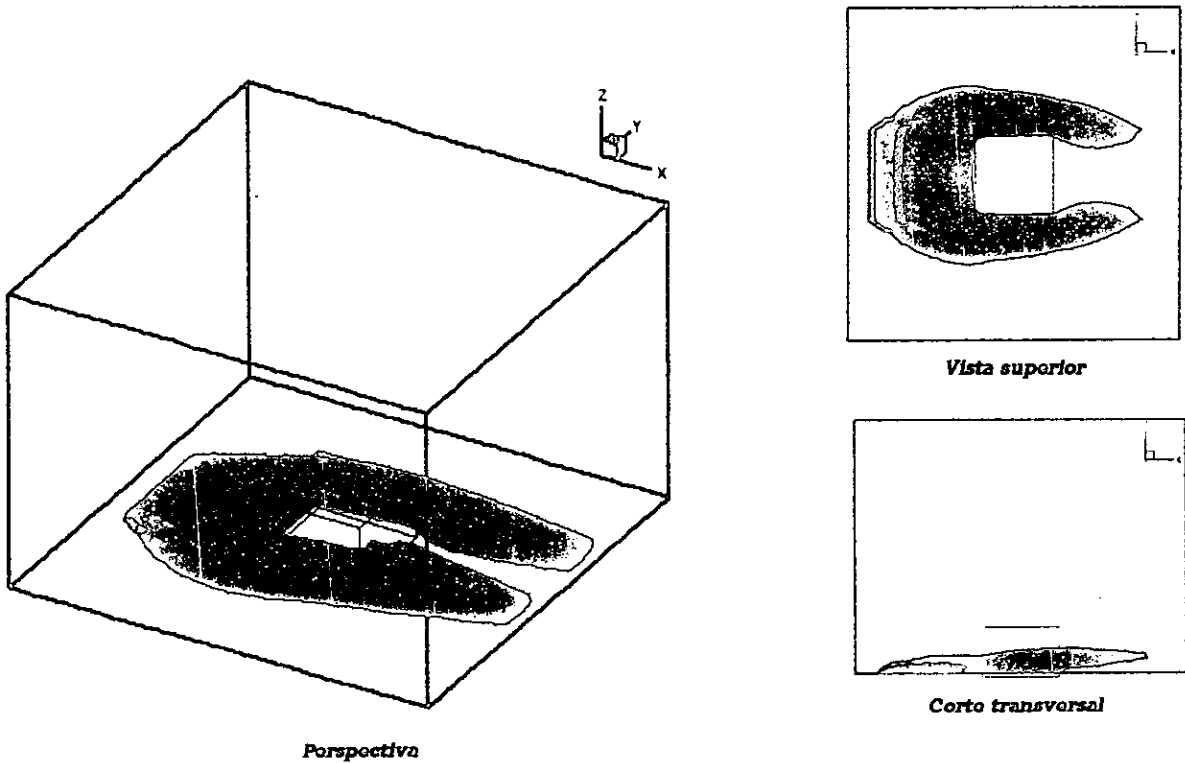 Z
Y
X
Vista superior
Corte transversal
Perspectiva